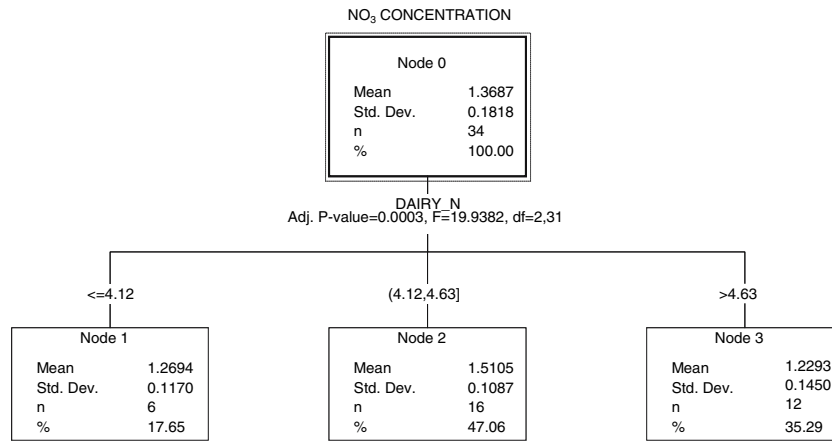 NO₃ CONCENTRATION
Node 0
Mean 1.3687
Std. Dev. 0.1818
n 34
% 100.00
DAIRY_N
Adj. P-value=0.0003, F=19.9382, df=2,31
<=4.12 (4.12,4.63] >4.63
Node 1
Mean 1.2694
Std. Dev. 0.1170
n 6
% 17.65
Node 2
Mean 1.5105
Std. Dev. 0.1087
n 16
% 47.06
Node 3
Mean 1.2293
Std. Dev. 0.1450
n 12
% 35.29